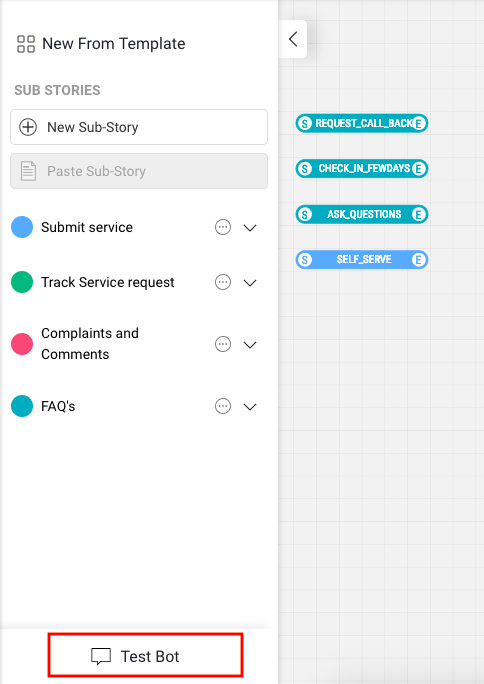 New From Template
SUB STORIES
New Sub-Story
Paste Sub-Story
Submit service
Track Service request
Complaints and
Comments
FAQ's
Test Bot
S REQUEST_CALL_BACK E
S CHECK_IN_FEWDAYS E
S ASK_QUESTIONS E
S SELF_SERVE E